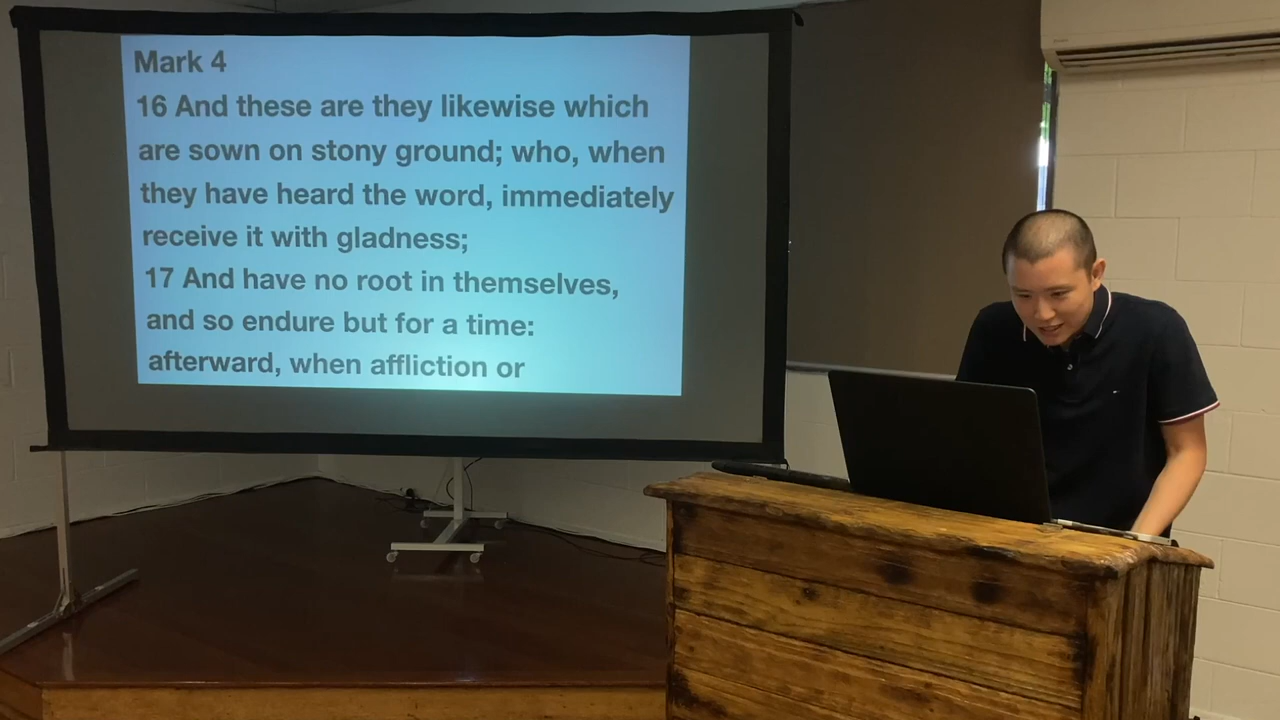 Mark 4
16 And these are they likewise which
are sown on stony ground; who, when
they have heard the word, immediately
receive it with gladness;
17 And have no root in themselves,
and so endure but for a time:
afterward, when affliction or